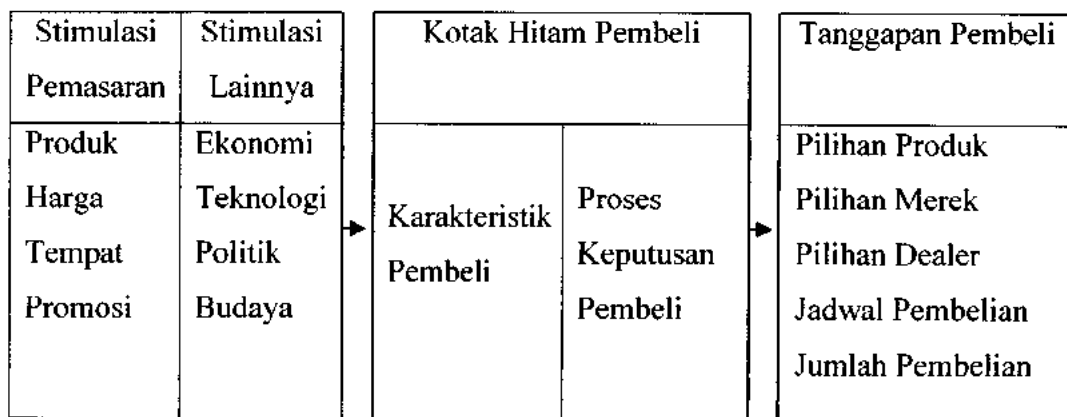 Stimulasi
Pemasaran
Stimulasi
Lainnya
Kotak Hitam Pembeli
Tanggapan Pembeli
Produk
Harga
Tempat
Promosi
Ekonomi
Teknologi
Politik
Budaya
Karakteristik
Pembeli
Proses
Keputusan
Pembeli
Pilihan Produk
Pilihan Merek
Pilihan Dealer
Jadwal Pembelian
Jumlah Pembelian